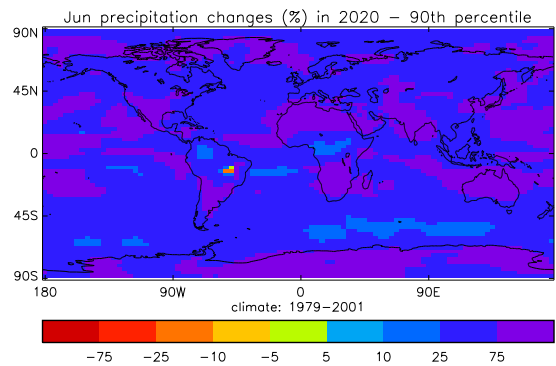 Jun precipitation changes (%) in 2020 – 90th percentile
90N
45N
0
45S
90S
180 90W 0 90E
climate: 1979–2001
−75 −25 −10 −5 5 10 25 75